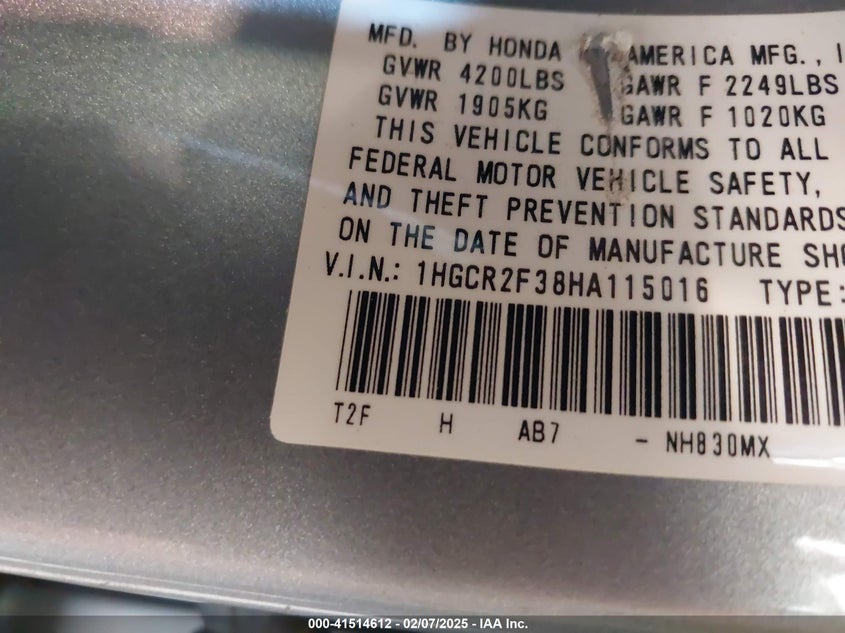 MFD. BY HONDA AMERICA MFG., I
GVWR 4200LBS GAWR F 2249LBS
GVWR 1905KG GAWR F 1020KG
THIS VEHICLE CONFORMS TO ALL
FEDERAL MOTOR VEHICLE SAFETY,
AND THEFT PREVENTION STANDARDS
ON THE DATE OF MANUFACTURE SHO
V.I.N.: 1HGCR2F38HA115016 TYPE:
T2F H AB7 - NH830MX
000-41514612 - 02/07/2025 - IAA Inc.